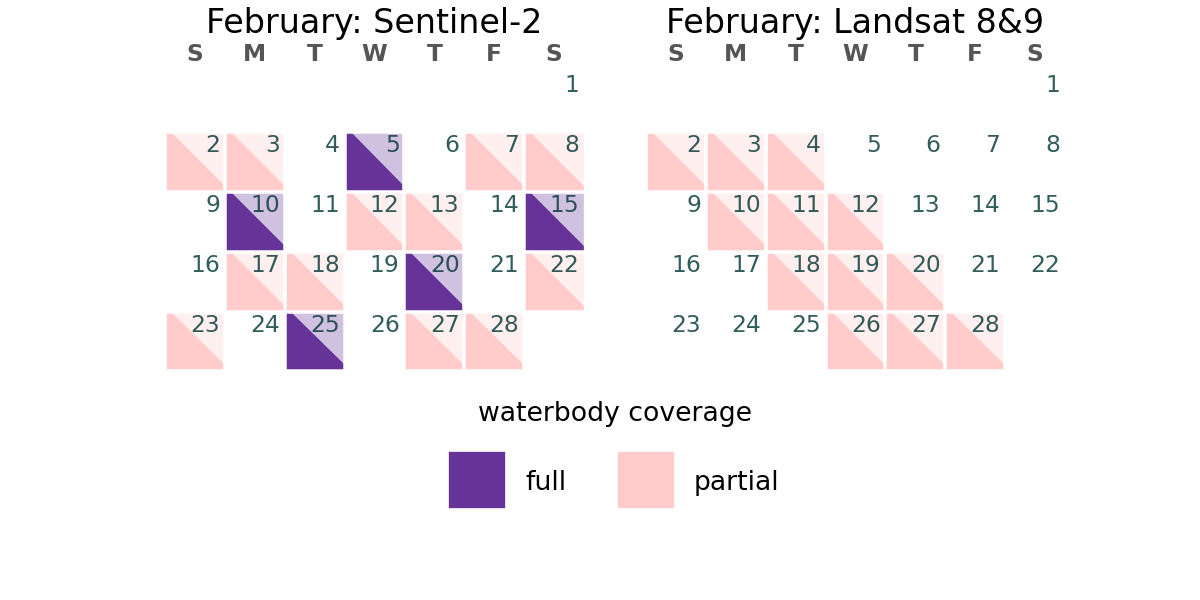 February: Sentinel-2
S M T W T F S
1
2 3 4 5 6 7 8
9 10 11 12 13 14 15
16 17 18 19 20 21 22
23 24 25 26 27 28
February: Landsat 8&9
S M T W T F S
1
2 3 4 5 6 7 8
9 10 11 12 13 14 15
16 17 18 19 20 21 22
23 24 25 26 27 28
waterbody coverage
full
partial